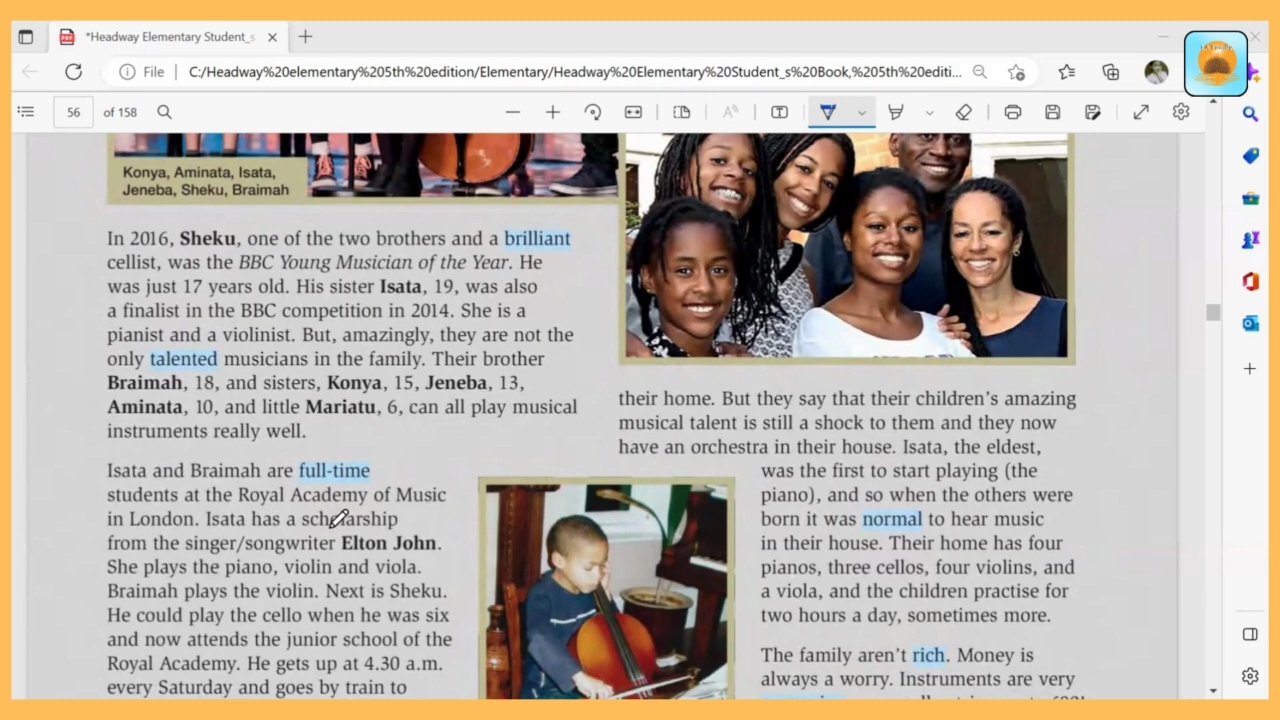 *Headway Elementary Student_s
File
C:/Headway%20elementary%205th%20edition/Elementary/Headway%20Elementary%20Student_s%20Book,%205th%20editi...
56
of 158
Konya, Aminata, Isata,
Jeneba, Sheku, Braimah
In 2016, Sheku, one of the two brothers and a brilliant
cellist, was the BBC Young Musician of the Year. He
was just 17 years old. His sister Isata, 19, was also
a finalist in the BBC competition in 2014. She is a
pianist and a violinist. But, amazingly, they are not the
only talented musicians in the family. Their brother
Braimah, 18, and sisters, Konya, 15, Jeneba, 13,
Aminata, 10, and little Mariatu, 6, can all play musical
instruments really well.
Isata and Braimah are full-time
students at the Royal Academy of Music
in London. Isata has a scholarship
from the singer/songwriter Elton John.
She plays the piano, violin and viola.
Braimah plays the violin. Next is Sheku.
He could play the cello when he was six
and now attends the junior school of the
Royal Academy. He gets up at 4.30 a.m.
every Saturday and goes by train to
their home. But they say that their children's amazing
musical talent is still a shock to them and they now
have an orchestra in their house. Isata, the eldest,
was the first to start playing (the
piano), and so when the others were
born it was normal to hear music
in their house. Their home has four
pianos, three cellos, four violins, and
a viola, and the children practise for
two hours a day, sometimes more.
The family aren't rich. Money is
always a worry. Instruments are very